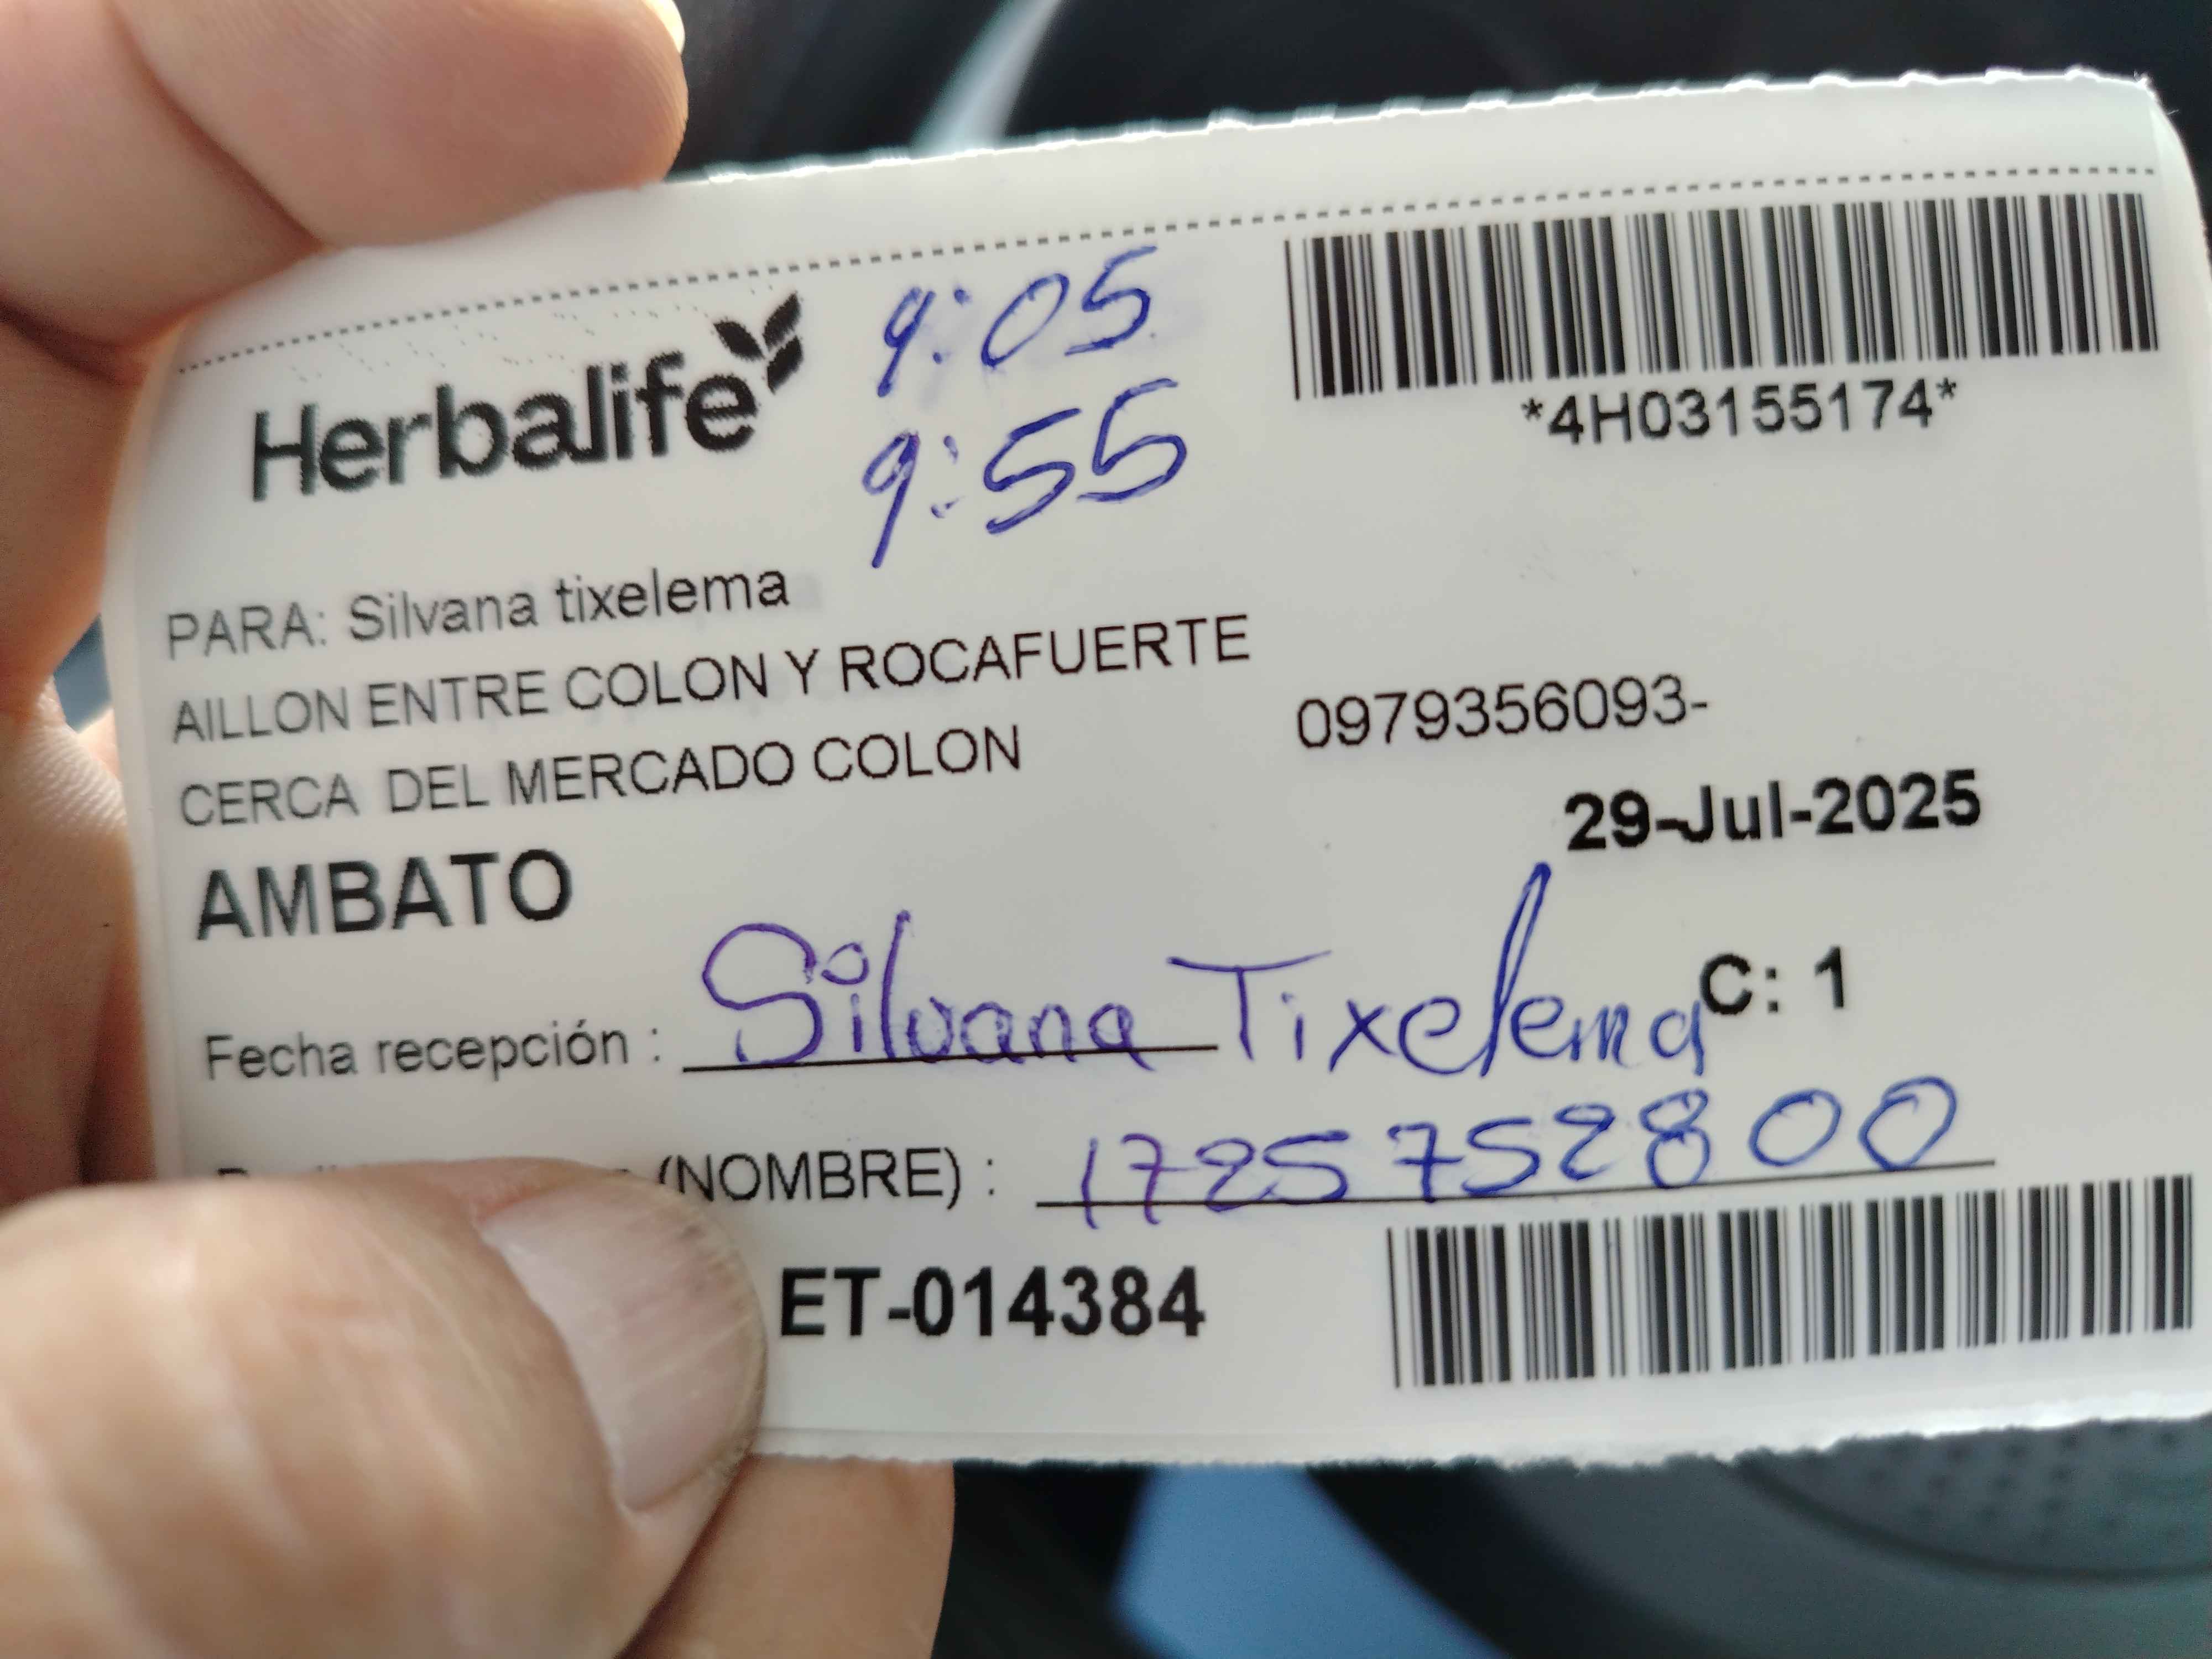 Herbalife
9:05
9:55
*4H03155174*
PARA: Silvana tixelema
AILLON ENTRE COLON Y ROCAFUERTE
CERCA DEL MERCADO COLON
0979356093-
29-Jul-2025
AMBATO
C: 1
Fecha recepción : Silvana Tixelema
(NOMBRE) : 1725752800
ET-014384